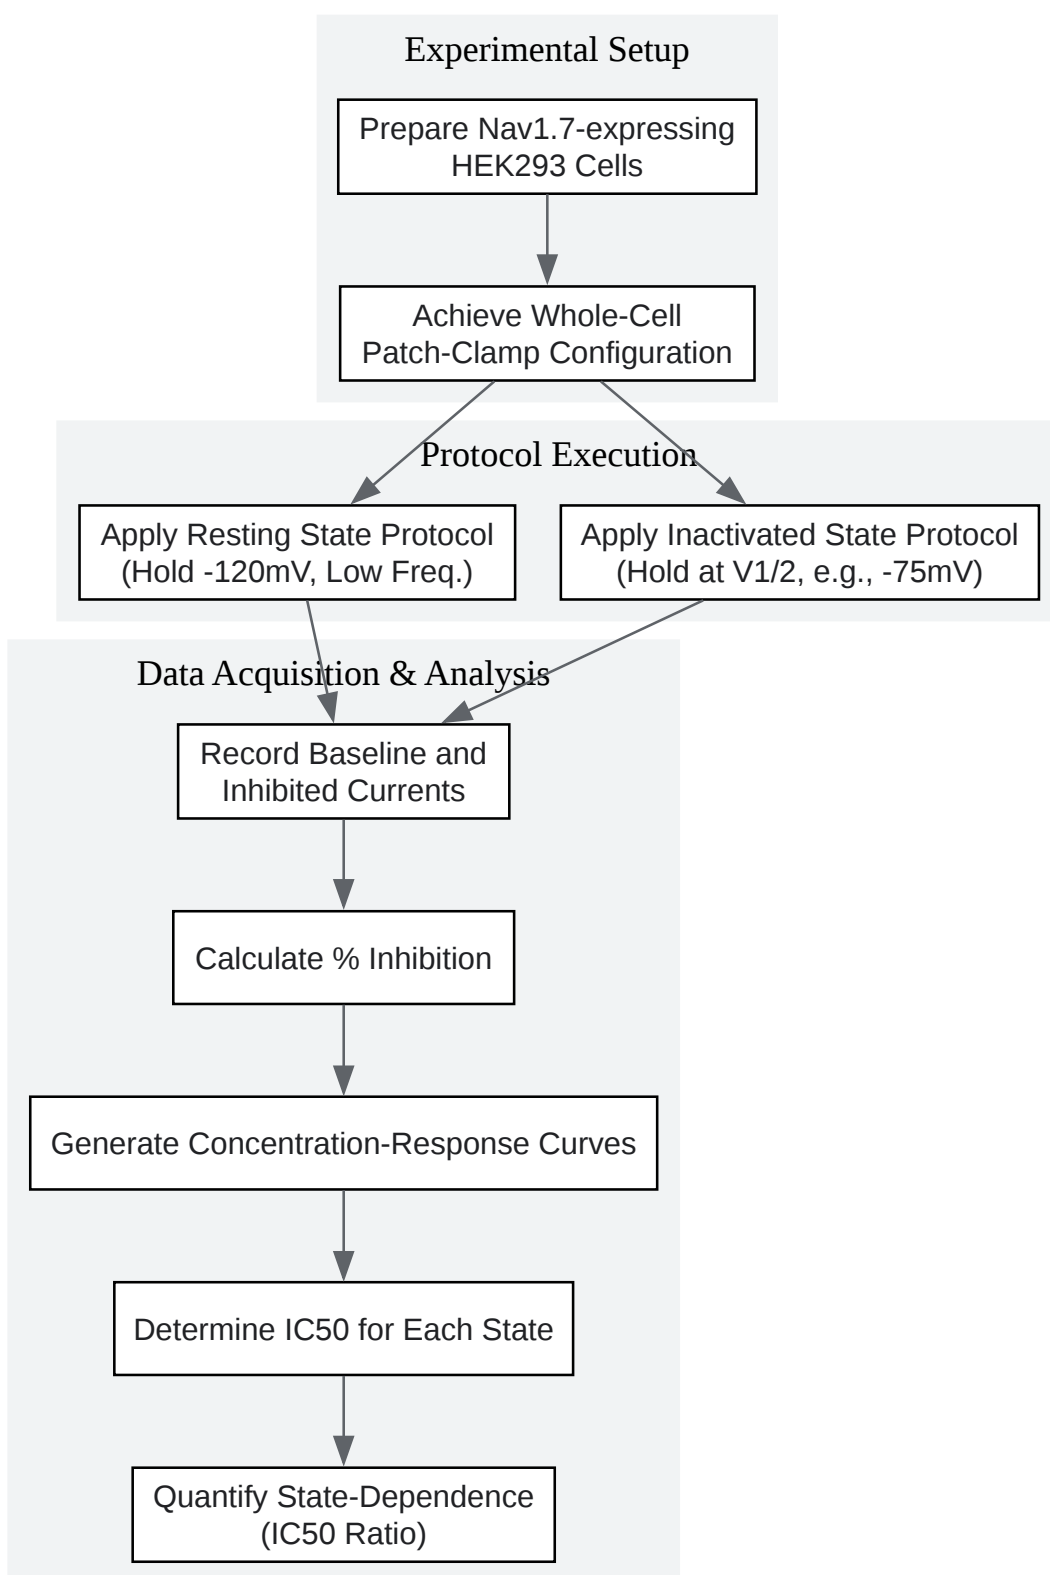 Experimental Setup
Prepare Nav1.7-expressing
HEK293 Cells
Achieve Whole-Cell
Patch-Clamp Configuration
Protocol Execution
Apply Resting State Protocol
(Hold -120mV, Low Freq.)
Apply Inactivated State Protocol
(Hold at V1/2, e.g., -75mV)
Data Acquisition & Analysis
Record Baseline and
Inhibited Currents
Calculate % Inhibition
Generate Concentration-Response Curves
Determine IC50 for Each State
Quantify State-Dependence
(IC50 Ratio)